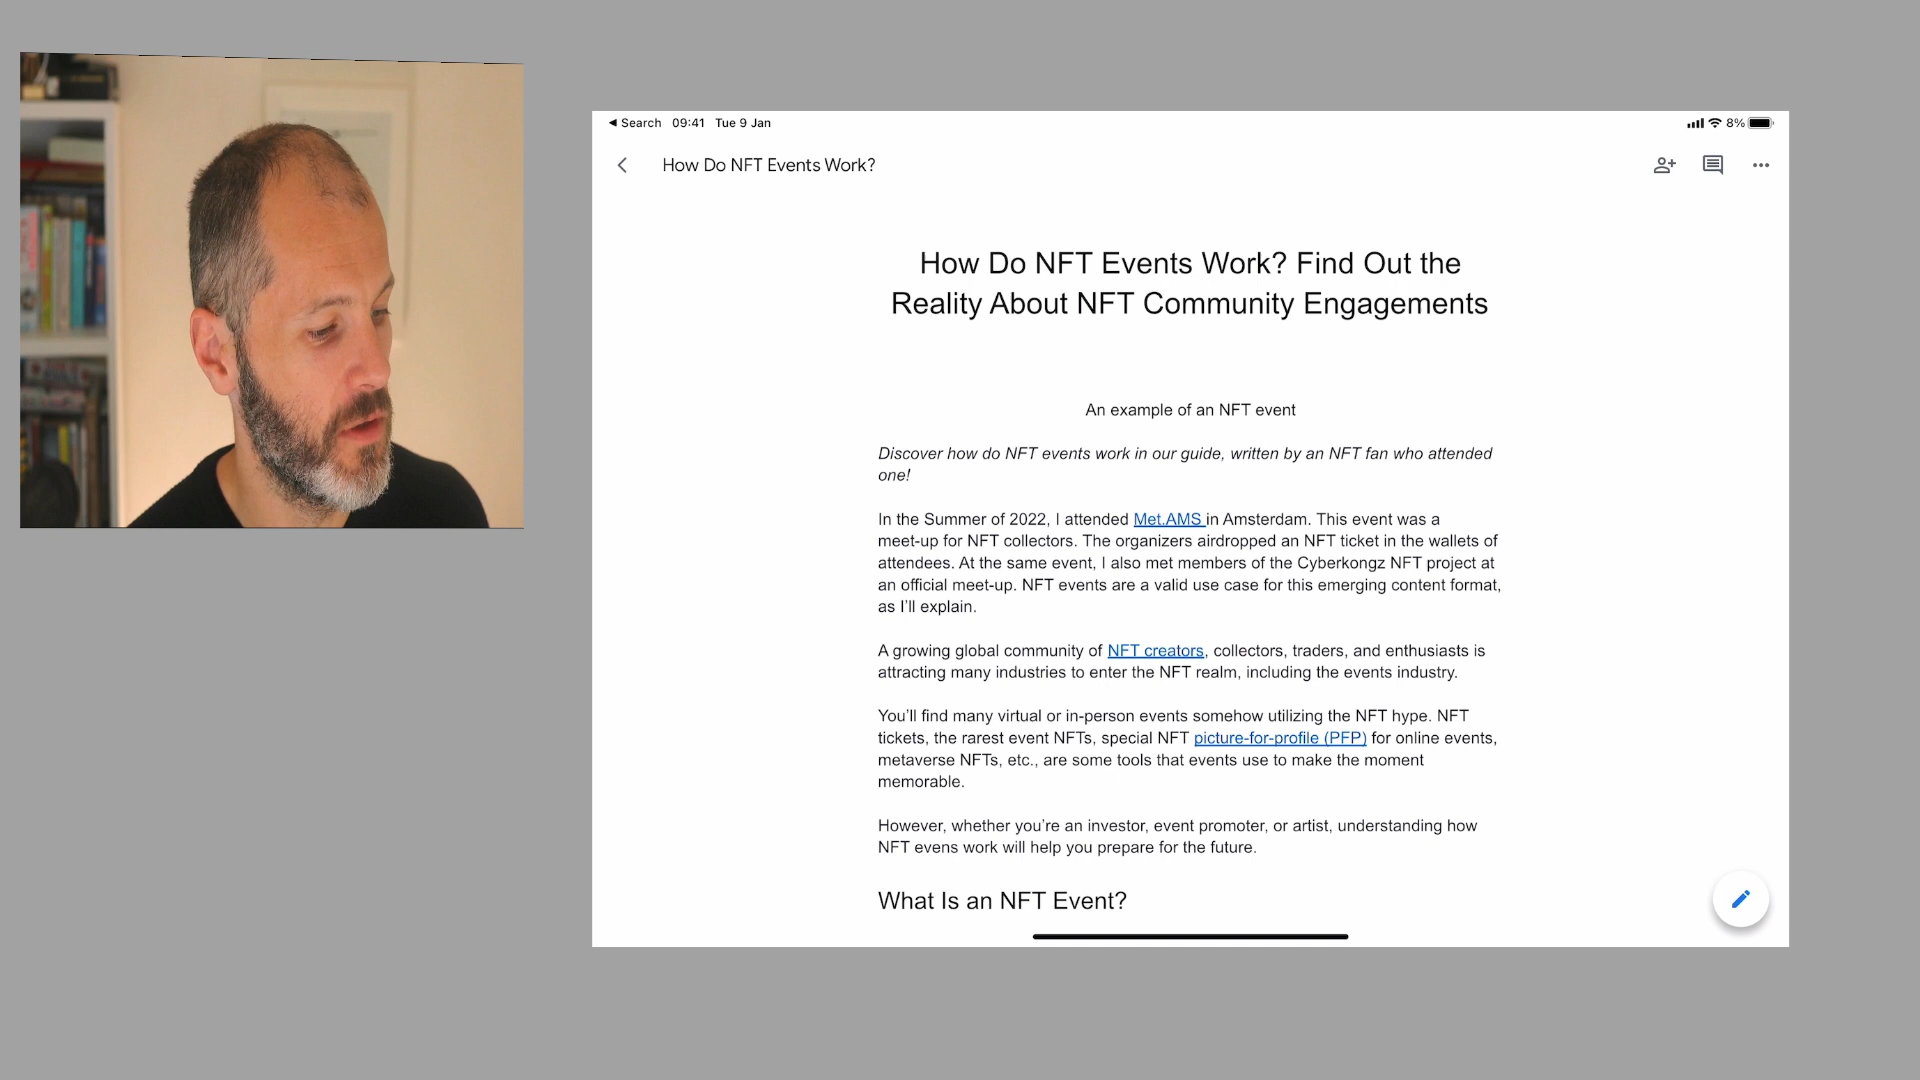 ◀ Search 09:41 Tue 9 Jan 8%
How Do NFT Events Work?
How Do NFT Events Work? Find Out the
Reality About NFT Community Engagements
An example of an NFT event
Discover how do NFT events work in our guide, written by an NFT fan who attended
one!
In the Summer of 2022, I attended Met.AMS in Amsterdam. This event was a
meet-up for NFT collectors. The organizers airdropped an NFT ticket in the wallets of
attendees. At the same event, I also met members of the Cyberkongz NFT project at
an official meet-up. NFT events are a valid use case for this emerging content format,
as I’ll explain.
A growing global community of NFT creators, collectors, traders, and enthusiasts is
attracting many industries to enter the NFT realm, including the events industry.
You’ll find many virtual or in-person events somehow utilizing the NFT hype. NFT
tickets, the rarest event NFTs, special NFT picture-for-profile (PFP) for online events,
metaverse NFTs, etc., are some tools that events use to make the moment
memorable.
However, whether you’re an investor, event promoter, or artist, understanding how
NFT evens work will help you prepare for the future.
What Is an NFT Event?